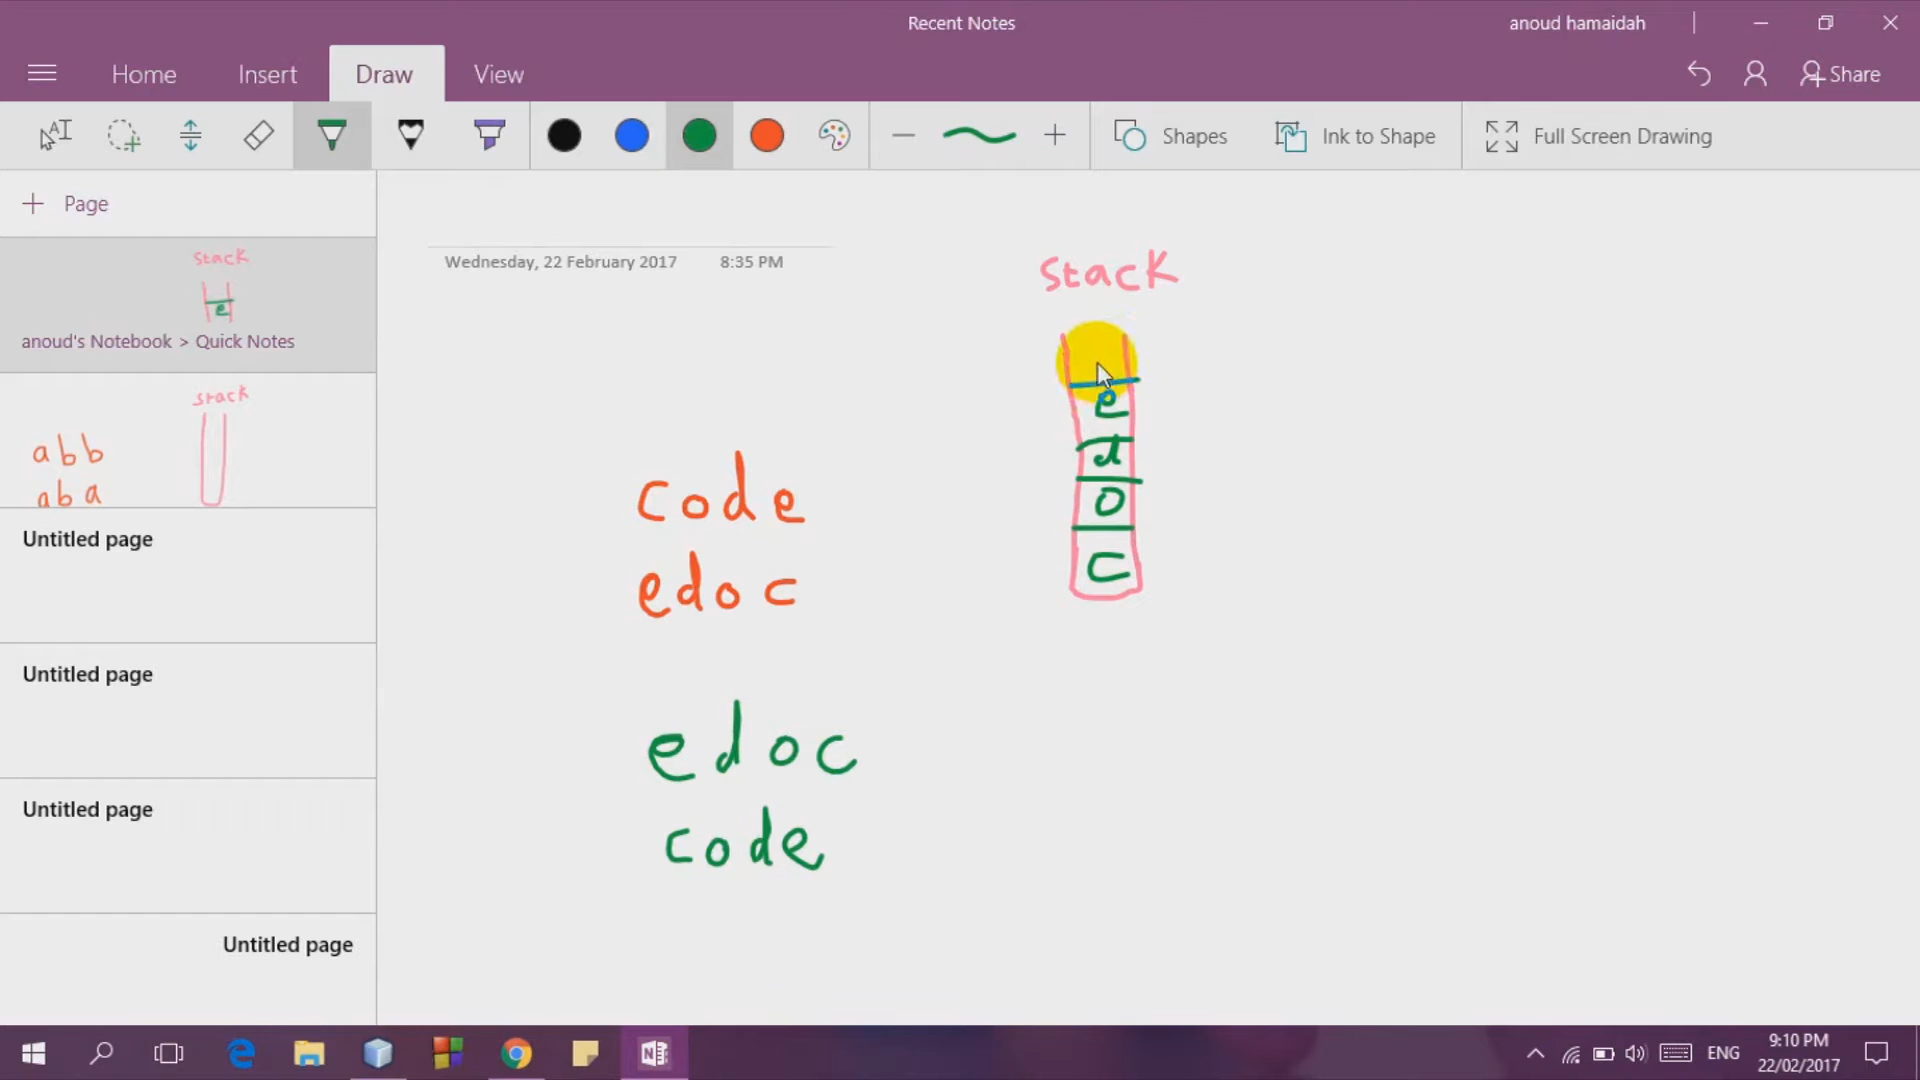 Recent Notes
anoud hamaidah
Home
Insert
Draw
View
Share
Shapes
Ink to Shape
Full Screen Drawing
Page
stack
e
anoud's Notebook > Quick Notes
stack
abb
aba
Untitled page
Untitled page
Untitled page
Untitled page
Wednesday, 22 February 2017 8:35 PM
stack
e
d
o
c
code
edoc
edoc
code
ENG
9:10 PM
22/02/2017